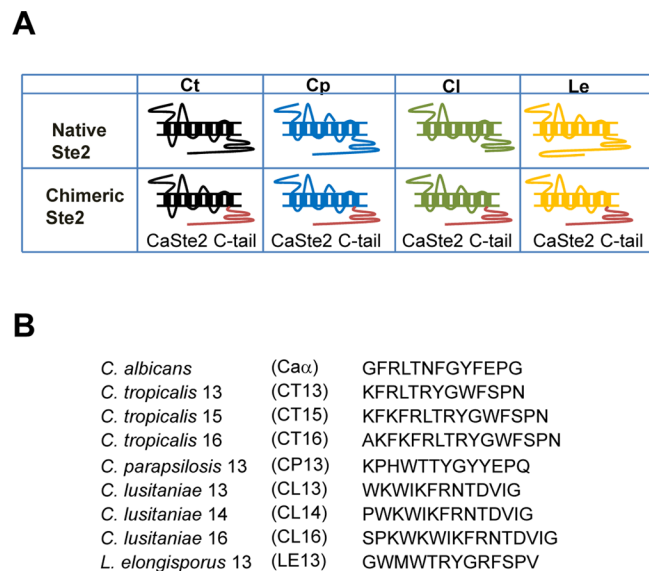 A
Ct Cp Cl Le
Native
Ste2
Chimeric
Ste2
CaSte2 C-tail CaSte2 C-tail CaSte2 C-tail CaSte2 C-tail
B
C. albicans (Caα) GFRLTNFGYFEPG
C. tropicalis 13 (CT13) KFRLTRYGWFSPN
C. tropicalis 15 (CT15) KFKFRLTRYGWFSPN
C. tropicalis 16 (CT16) AKFKFRLTRYGWFSPN
C. parapsilosis 13 (CP13) KPHWTTYGYYEPQ
C. lusitaniae 13 (CL13) WKWIKFRNTDVIG
C. lusitaniae 14 (CL14) PWKWIKFRNTDVIG
C. lusitaniae 16 (CL16) SPKWKWIKFRNTDVIG
L. elongisporus 13 (LE13) GWMWTRYGRFSPV